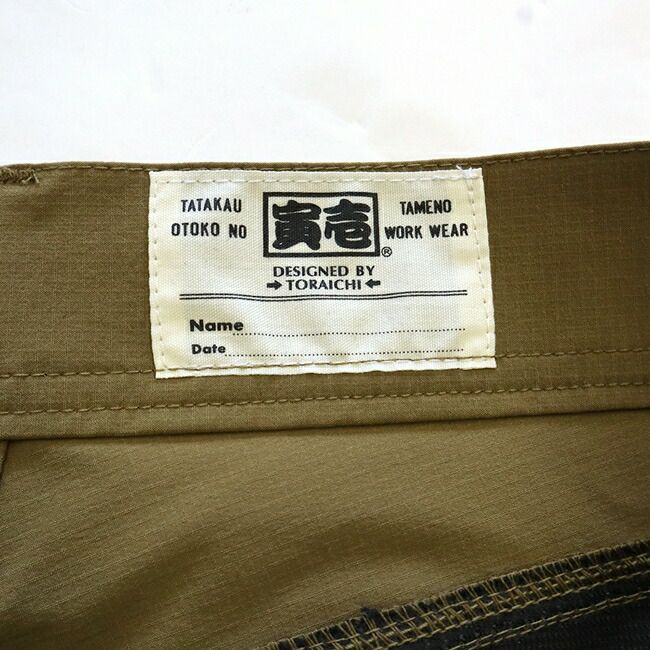 TATAKAU
OTOKO NO
寅壱®
TAMENO
WORK WEAR
DESIGNED BY
→TORAICHI←
Name
Date